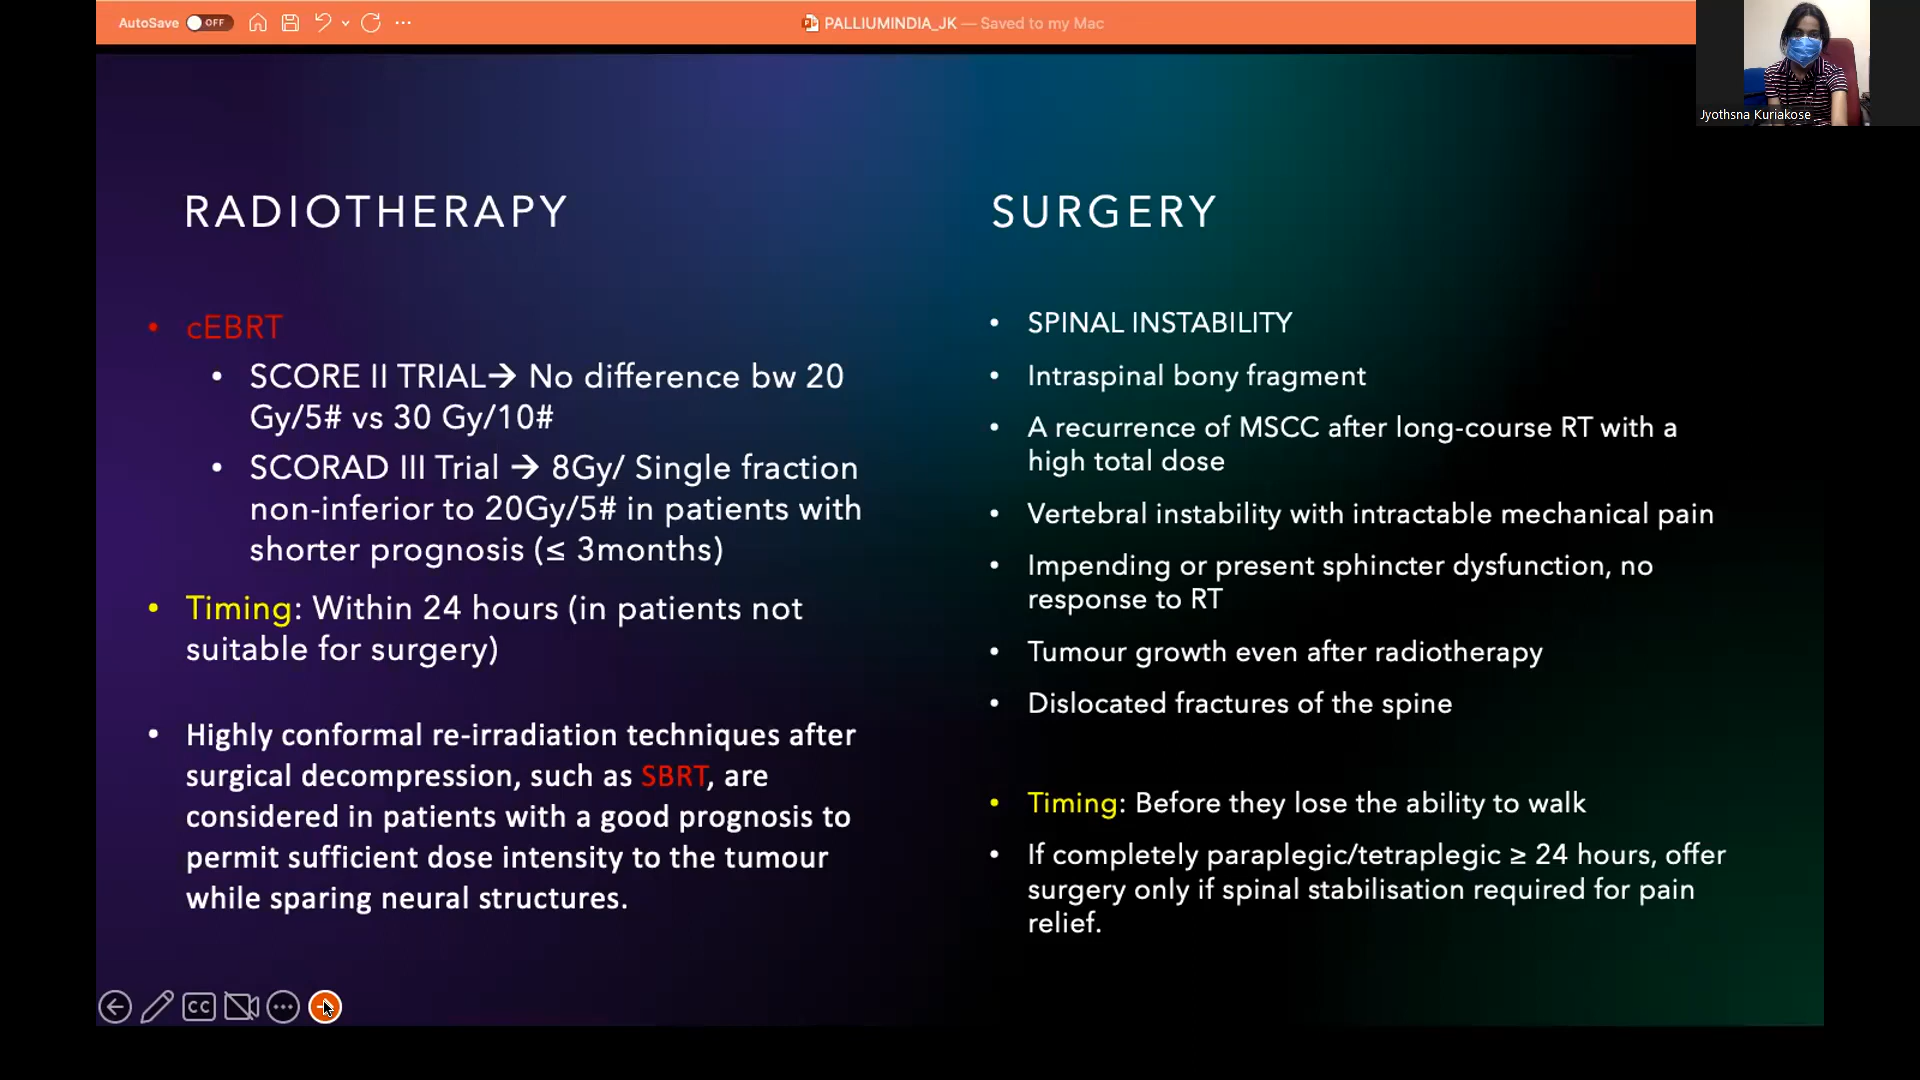 AutoSave OFF
PALLIUMINDIA_JK — Saved to my Mac
Jyothsna Kuriakose
RADIOTHERAPY
• cEBRT
• SCORE II TRIAL→ No difference bw 20
Gy/5# vs 30 Gy/10#
• SCORAD III Trial → 8Gy/ Single fraction
non-inferior to 20Gy/5# in patients with
shorter prognosis (≤ 3months)
• Timing: Within 24 hours (in patients not
suitable for surgery)
• Highly conformal re-irradiation techniques after
surgical decompression, such as SBRT, are
considered in patients with a good prognosis to
permit sufficient dose intensity to the tumour
while sparing neural structures.
SURGERY
• SPINAL INSTABILITY
• Intraspinal bony fragment
• A recurrence of MSCC after long-course RT with a
high total dose
• Vertebral instability with intractable mechanical pain
• Impending or present sphincter dysfunction, no
response to RT
• Tumour growth even after radiotherapy
• Dislocated fractures of the spine
• Timing: Before they lose the ability to walk
• If completely paraplegic/tetraplegic ≥ 24 hours, offer
surgery only if spinal stabilisation required for pain
relief.
CC